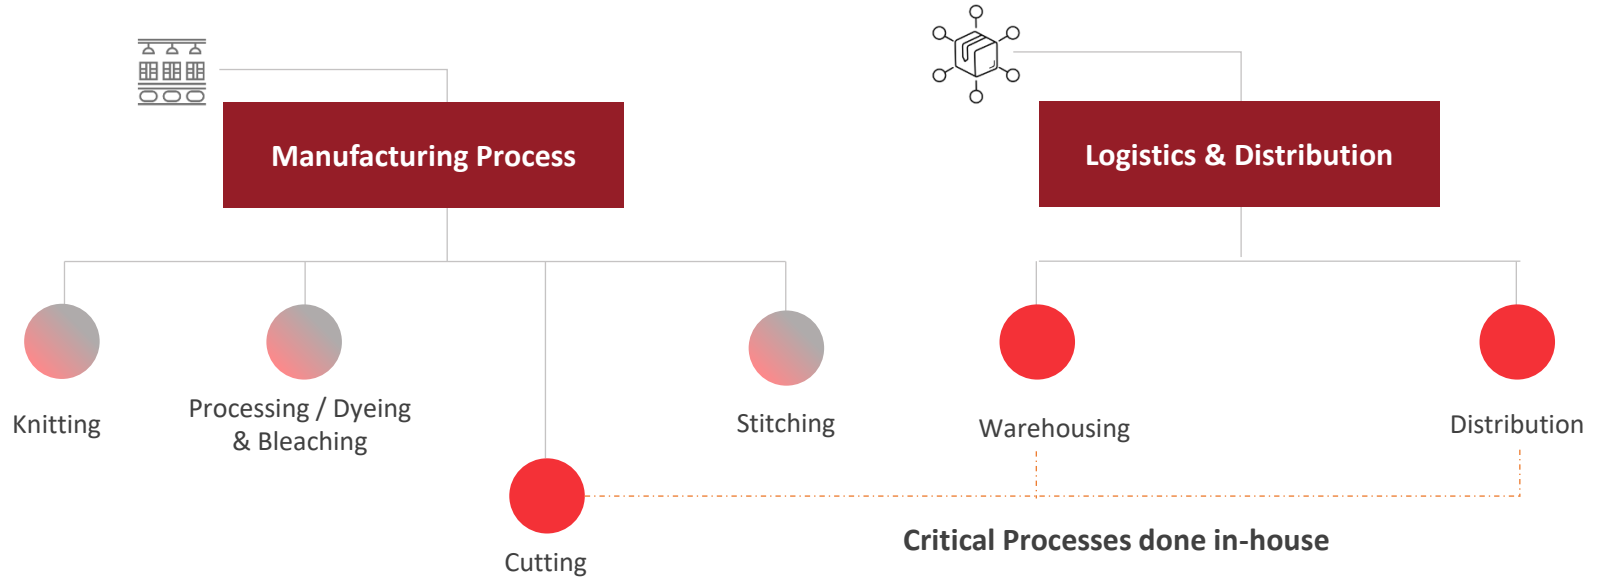 Manufacturing Process
Logistics & Distribution
Knitting
Processing / Dyeing
& Bleaching
Stitching
Warehousing
Distribution
Cutting
Critical Processes done in-house